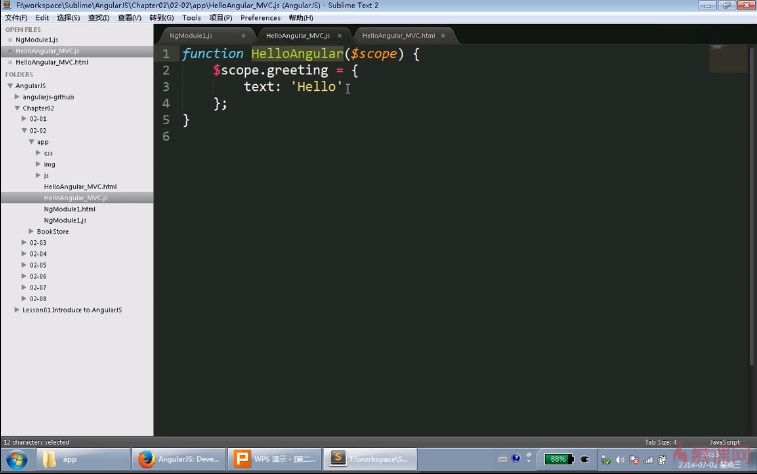 F:\workspace\Sublime\AngularJS\Chapter02\02-02\app\HelloAngular_MVC.js (AngularJS) - Sublime Text 2
文件(F) Edit 选择(S) 查找(I) 查看(V) 转到(G) Tools 项目(P) Preferences 帮助(H)
OPEN FILES
NgModule1.js
HelloAngular_MVC.js
HelloAngular_MVC.html
FOLDERS
AngularJS
angularjs-github
Chapter02
02-01
02-02
app
css
img
js
HelloAngular_MVC.html
HelloAngular_MVC.js
NgModule1.html
NgModule1.js
BookStore
02-03
02-04
02-05
02-06
02-07
02-08
Lesson01 Introduce to AngularJS
NgModule1.js HelloAngular_MVC.js HelloAngular_MVC.html
1 function HelloAngular($scope) {
2 $scope.greeting = {
3 text: 'Hello'
4 };
5 }
6
12 characters selected Tab Size: 4 JavaScript
app AngularJS: Deve... WPS 演示 - [第二... F:\workspace\S... 88%
2014-07-02 星期三